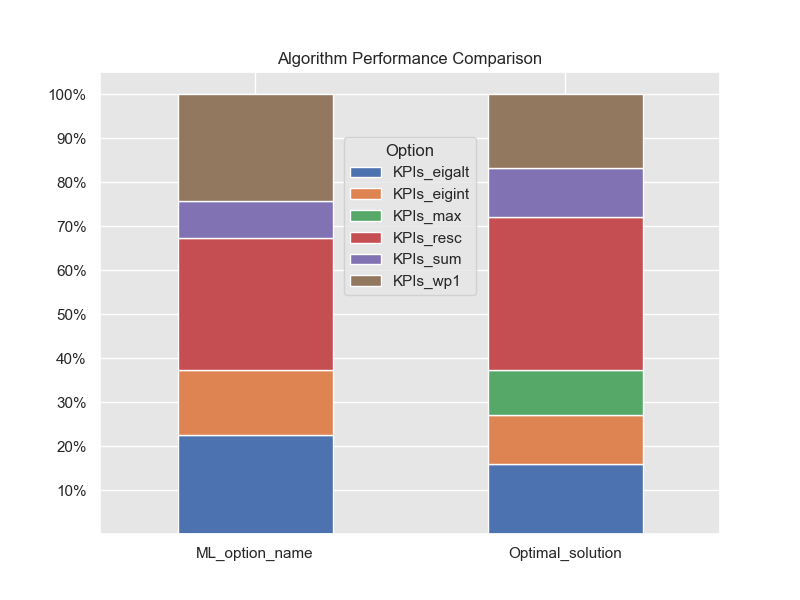 Algorithm Performance Comparison
100%
90%
80%
70%
60%
50%
40%
30%
20%
10%
Option
KPIs_eigalt
KPIs_eigint
KPIs_max
KPIs_resc
KPIs_sum
KPIs_wp1
ML_option_name
Optimal_solution